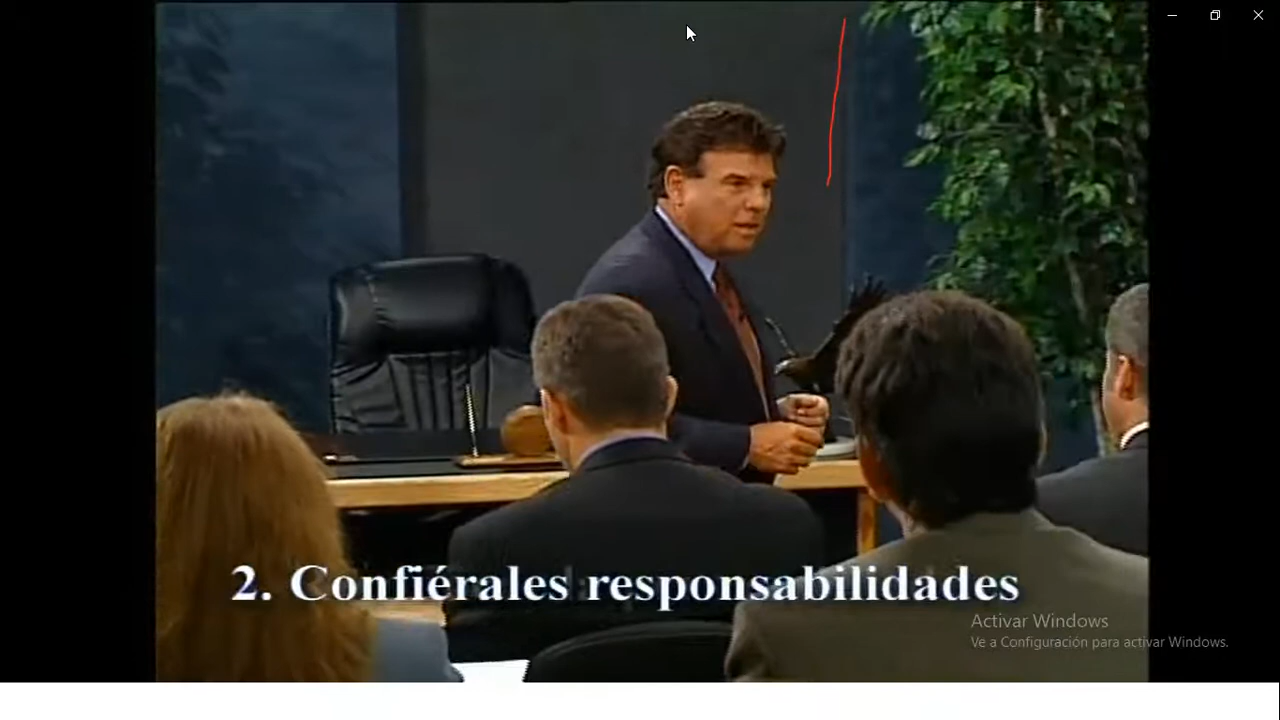 2. Confiérales responsabilidades
Activar Windows
Ve a Configuración para activar Windows.